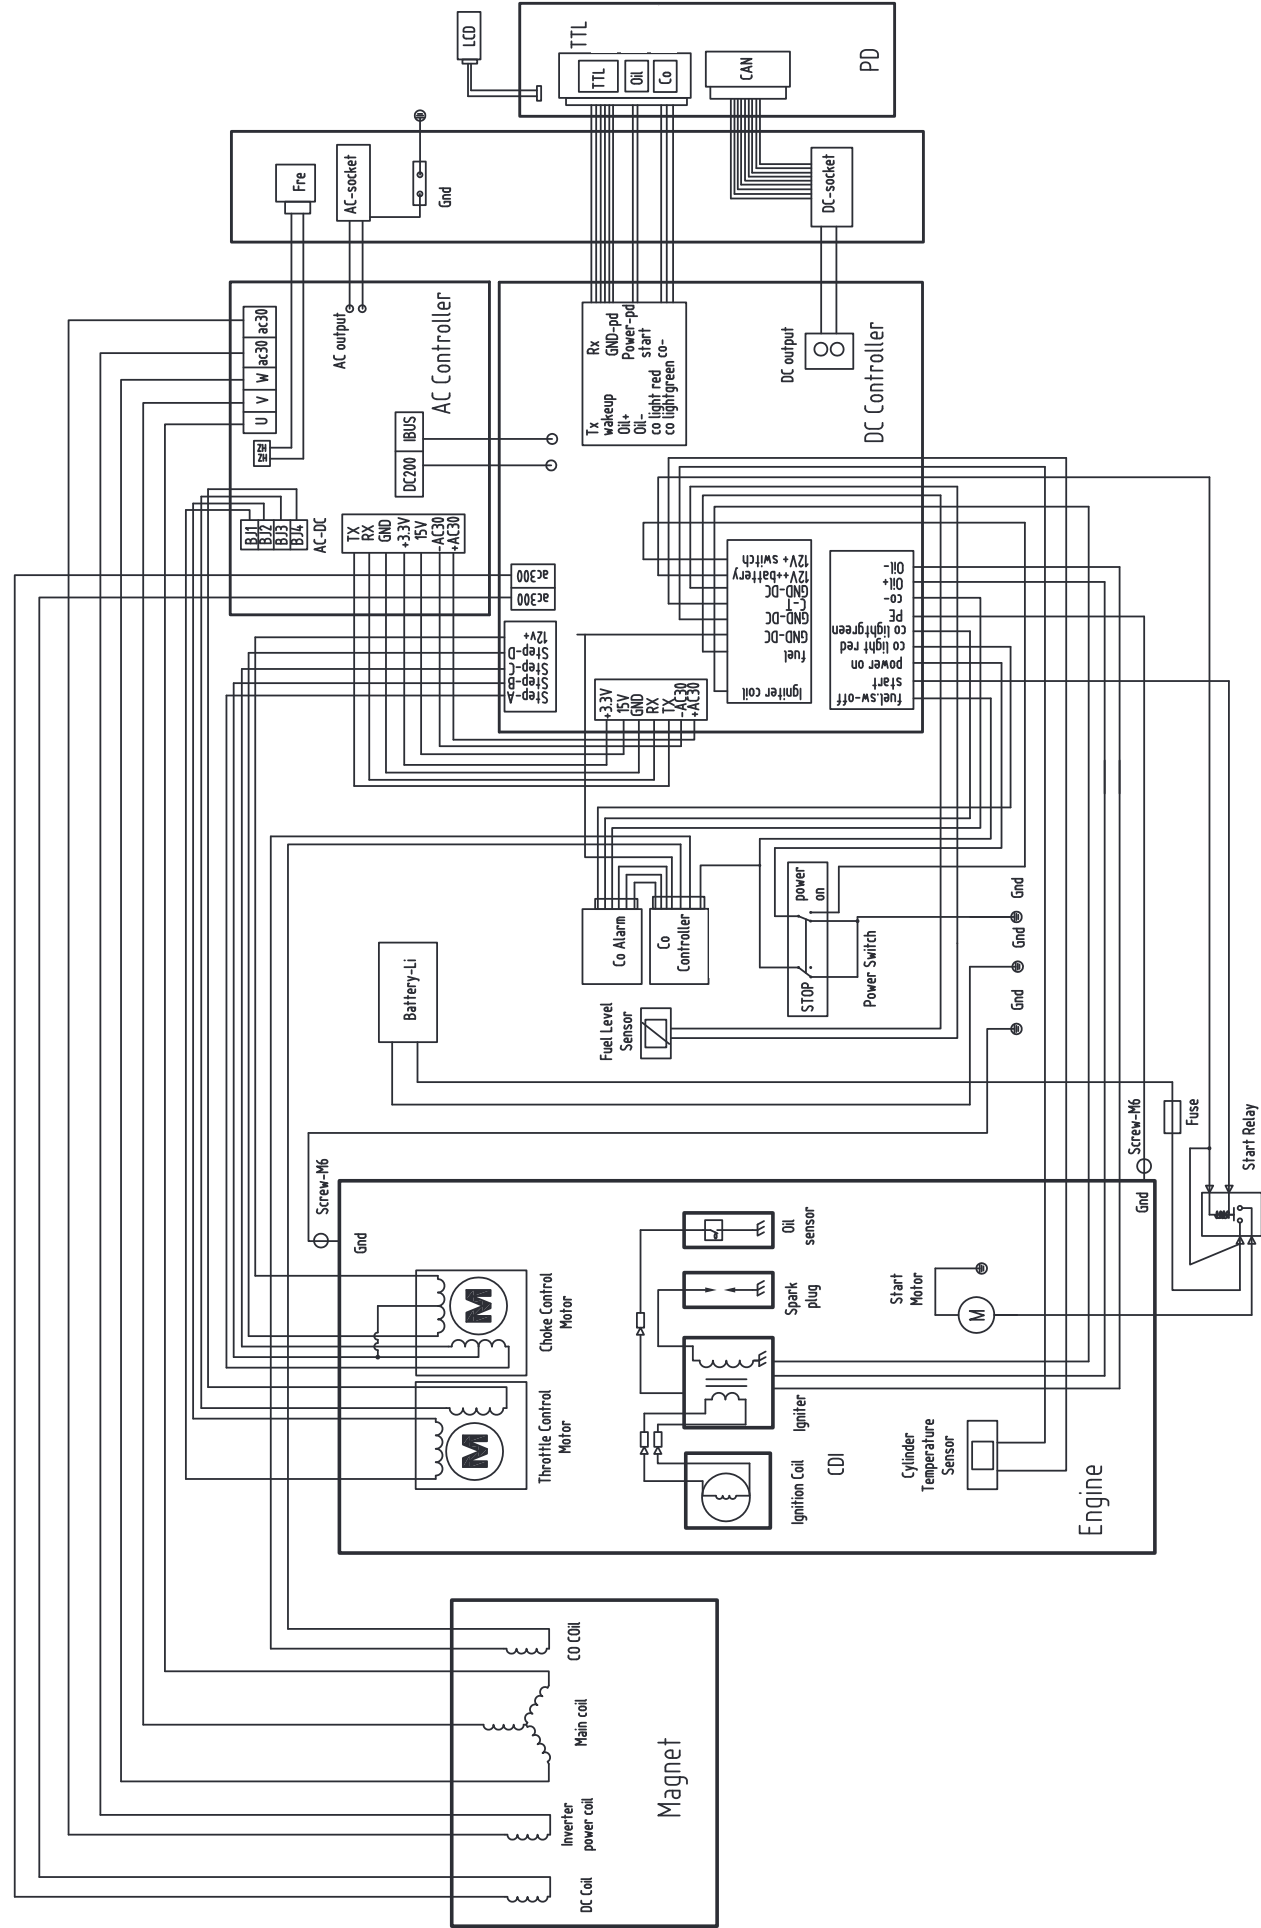 LCD
TTL
TTL
Oil
Co
CAN
PD
Fre
AC-socket
Gnd
DC-socket
ac30
ac30
W
V
U
HZ
HZ
AC output
AC Controller
IBUS
DC200
BJ1
BJ2
BJ3
BJ4
AC-DC
TX
RX
GND
+3.3V
15V
-AC30
+AC30
ac300
ac300
Rx
GND-pd
Power-pd
start
co-
Tx
wakeup
Oil+
Oil-
co light red
co lightgreen
DC output
DC Controller
12v+
Step-D
Step-C
Step-B
Step-A
+3.3V
15V
GND
RX
TX
-AC30
+AC30
12V+ switch
12V++battery
GND-DC
C-T
GND-DC
GND-DC
fuel
Igniter coil
Oil-
Oil+
co-
PE
co lightgreen
co light red
power on
start
fuel.sw-off
Battery-Li
Co Alarm
Co
Controller
power
on
STOP
Power Switch
Gnd
Gnd
Gnd
Fuel Level
Sensor
Screw-M6
Gnd
Screw-M6
Gnd
Fuse
Start Relay
M
Choke Control
Motor
M
Throttle Control
Motor
Oil
sensor
Spark
plug
Igniter
Ignition Coil
CDI
Start
Motor
M
Cylinder
Temperature
Sensor
Engine
CO COil
Main coil
Inverter
power coil
DC Coil
Magnet